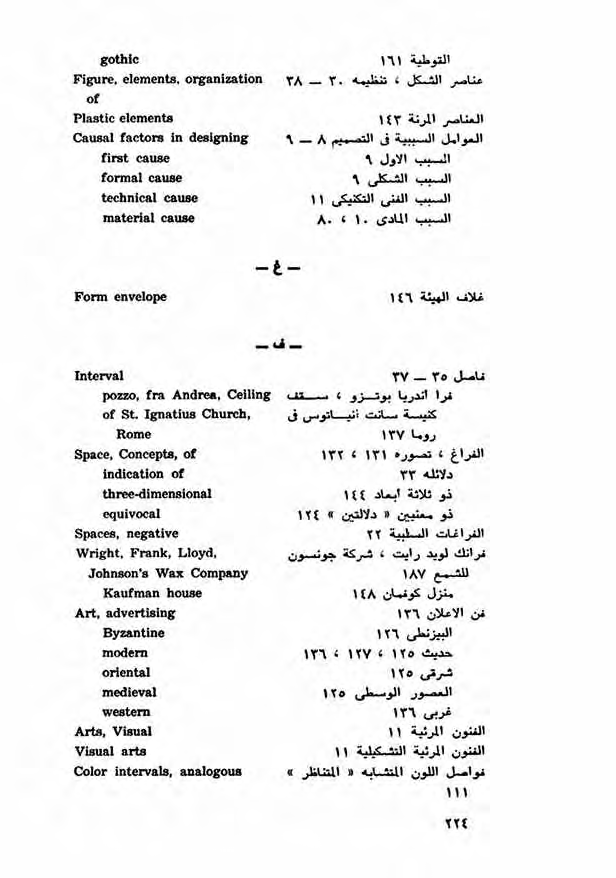 gothic القوطية ١٦١
Figure, elements, organization عناصر الشكل ، تنظيمه ٣٠ — ٣٨
of
Plastic elements العناصر المرنة ١٤٣
Causal factors in designing العوامل السببية فى التصميم ٨ — ٩
first cause السبب الاول ٩
formal cause السبب الشكلى ٩
technical cause السبب الفنى التكنيكى ١١
material cause السبب المادى ١٠ ، ٨٠
— غ —
Form envelope غلاف الهيئة ١٤٦
— ف —
Interval فاصل ٣٥ — ٣٧
pozzo, fra Andrea, Ceiling فرا أندريا بوتزو ، سقف
of St. Ignatius Church, كنيسة سانت أنياتوس فى
Rome روما ١٣٧
Space, Concepts, of الفراغ ، تصوره ١٣١ ، ١٣٢
indication of دلائله ٣٣
three-dimensional ذو ثلاثة أبعاد ١٤٤
equivocal ذو معنيين « دلالتين » ١٢٤
Spaces, negative الفراغات السلبية ٢٢
Wright, Frank, Lloyd, فرانك لويد رايت ، شركة جونسون
Johnson's Wax Company للشمع ١٨٧
Kaufman house منزل كوفمان ١٤٨
Art, advertising فن الاعلان ١٣٦
Byzantine البيزنطى ١٢٦
modern حديث ١٢٥ ، ١٢٧ ، ١٣٦
oriental شرقى ١٢٥
medieval العصور الوسطى ١٢٥
western غربى ١٣٦
Arts, Visual الفنون المرئية ١١
Visual arts الفنون المرئية التشكيلية ١١
Color intervals, analogous فواصل اللون المتشابه « المتناظر »
١١١
٢٢٤